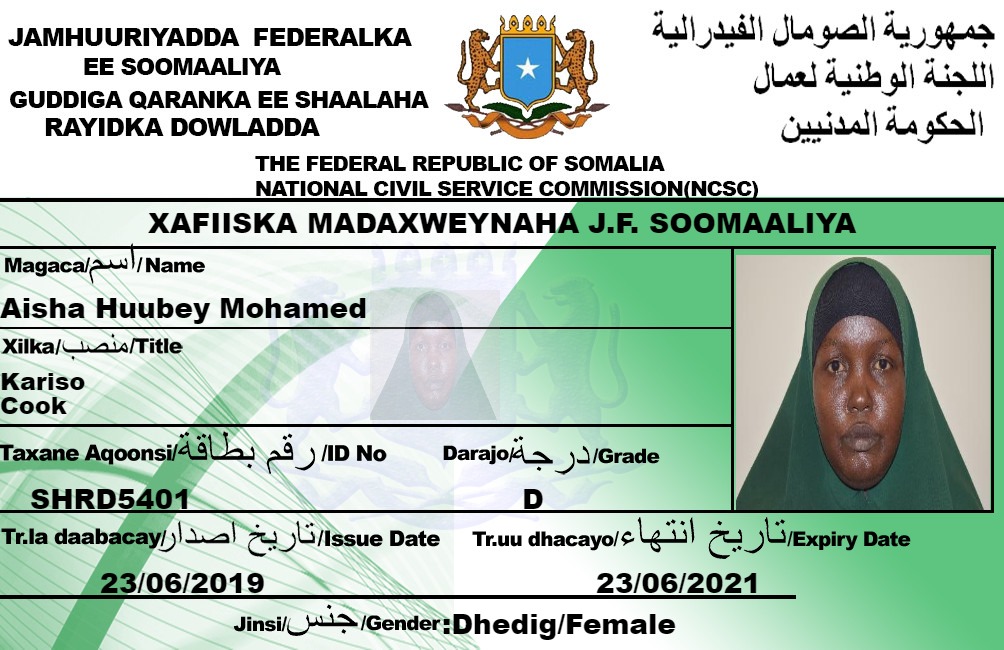 JAMHUURIYADDA FEDERALKA
EE SOOMAALIYA
GUDDIGA QARANKA EE SHAALAHA
RAYIDKA DOWLADDA
جمهورية الصومال الفيدرالية
اللجنة الوطنية لعمال
الحكومة المدنيين
THE FEDERAL REPUBLIC OF SOMALIA
NATIONAL CIVIL SERVICE COMMISSION(NCSC)
XAFIISKA MADAXWEYNAHA J.F. SOOMAALIYA
Magaca/اسم/Name
Aisha Huubey Mohamed
Xilka/منصب/Title
Kariso
Cook
Taxane Aqoonsi/رقم بطاقة/ID No Darajo/درجة/Grade
SHRD5401 D
Tr.la daabacay/تاريخ اصدار/Issue Date Tr.uu dhacayo/تاريخ انتهاء/Expiry Date
23/06/2019 23/06/2021
Jinsi/جنس/Gender:Dhedig/Female